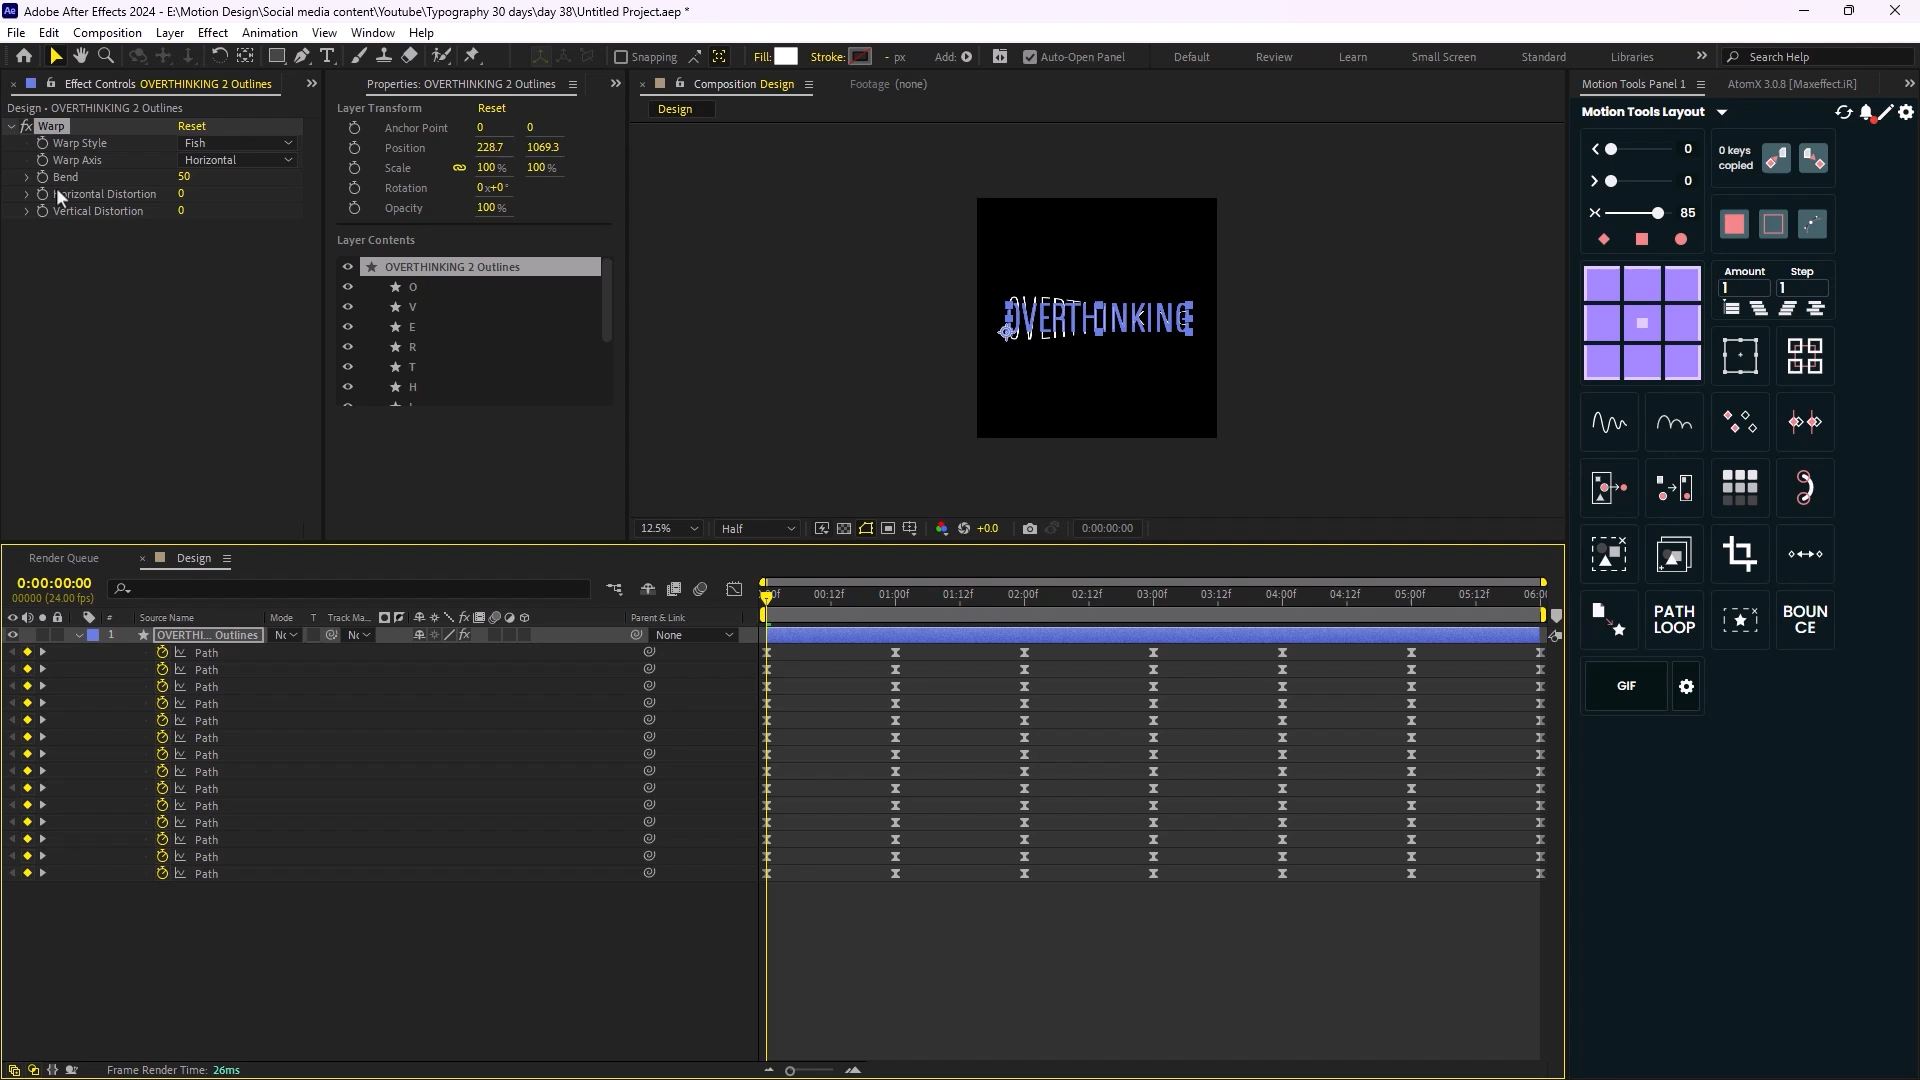 Ae Adobe After Effects 2024 - E:\Motion Design\Social media content\Youtube\Typography 30 days\day 38\Untitled Project.aep *
File Edit Composition Layer Effect Animation View Window Help
Snapping Fill: Stroke: - px Add: Auto-Open Panel Default Review Learn Small Screen Standard Libraries Search Help
Effect Controls OVERTHINKING 2 Outlines
Design • OVERTHINKING 2 Outlines
fx Warp Reset
Warp Style Fish
Warp Axis Horizontal
Bend 50
Horizontal Distortion 0
Vertical Distortion 0
Properties: OVERTHINKING 2 Outlines
Layer Transform Reset
Anchor Point 0 0
Position 228.7 1069.3
Scale 100 % 100 %
Rotation 0x+0°
Opacity 100 %
Layer Contents
OVERTHINKING 2 Outlines
O
V
E
R
T
H
Composition Design
Footage (none)
Design
OVERTHINKING
12.5% Half +0.0 0:00:00:00
Motion Tools Panel 1 AtomX 3.0.8 [Maxeffect.iR]
Motion Tools Layout
0
0
85
0 keys
copied
Amount Step
1 1
PATH
LOOP
BOUN
CE
GIF
Render Queue Design
0:00:00:00
00000 (24.00 fps)
00:12f 01:00f 01:12f 02:00f 02:12f 03:00f 03:12f 04:00f 04:12f 05:00f 05:12f
# Source Name Mode T Track Ma... fx Parent & Link
1 OVERTHI... Outlines fx None
Path
Path
Path
Path
Path
Path
Path
Path
Path
Path
Path
Path
Path
Path
Frame Render Time: 26ms